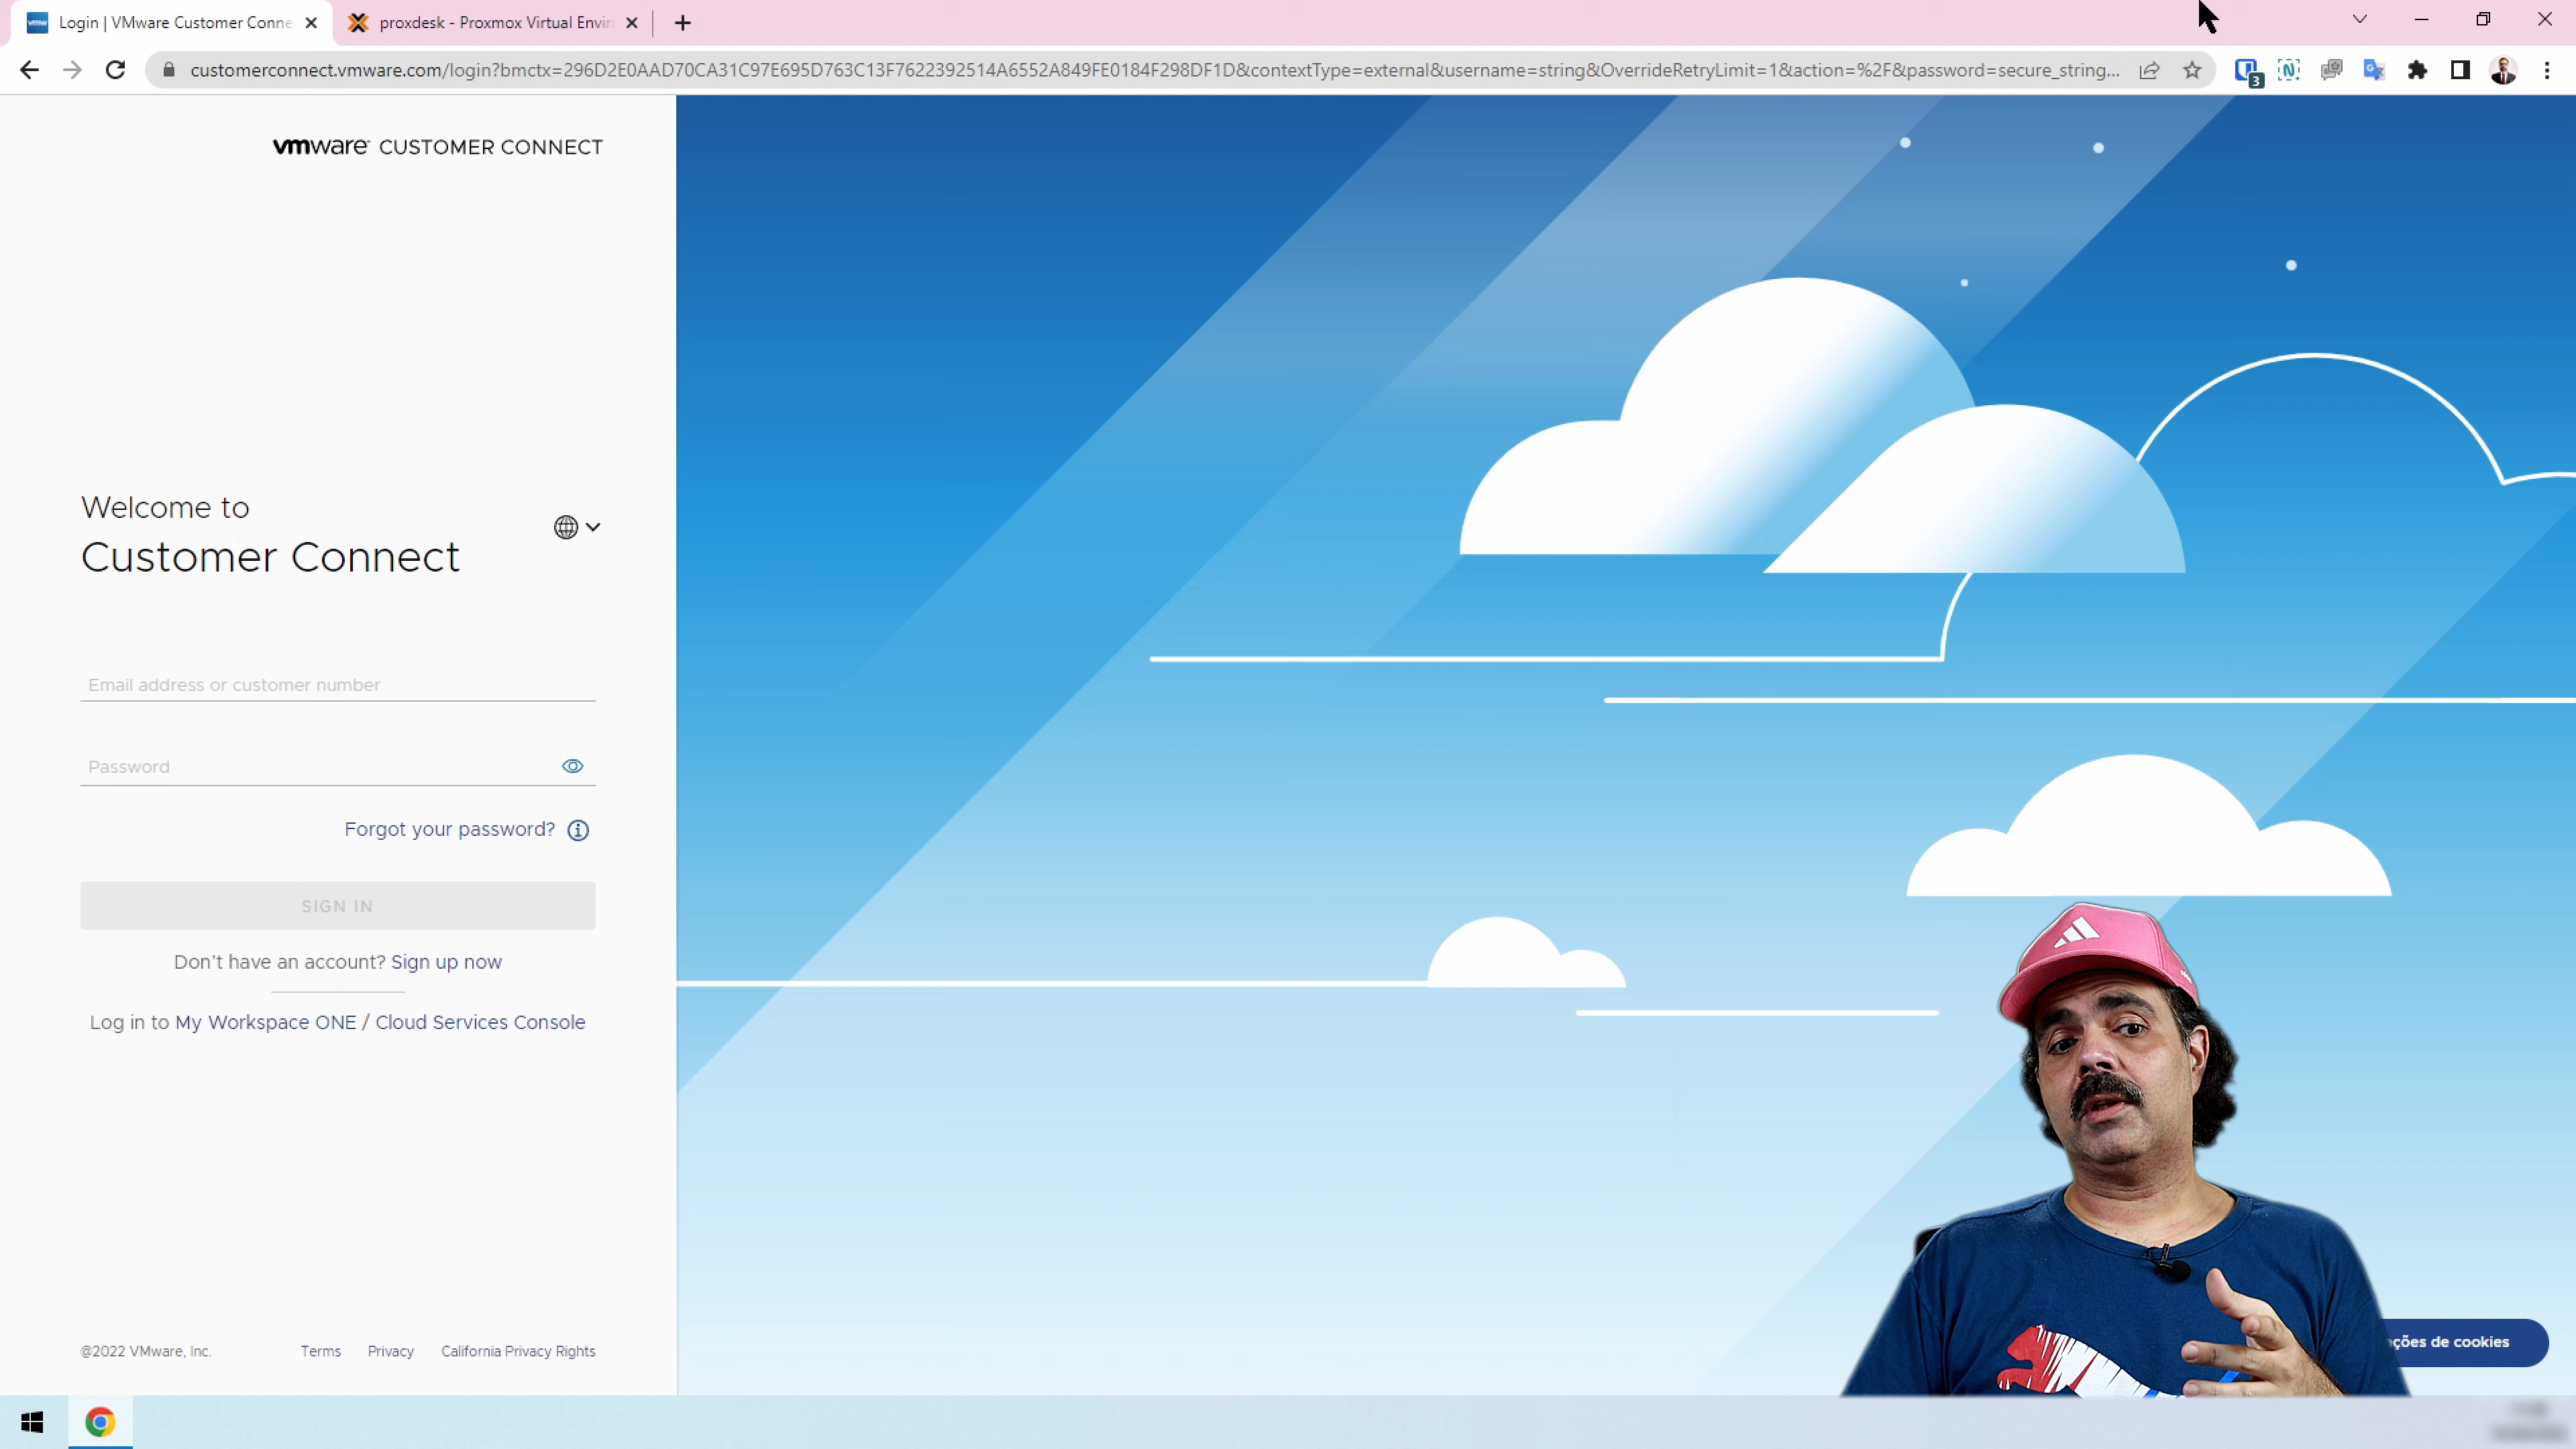 vmw Login | VMware Customer Conne
proxdesk - Proxmox Virtual Envir
customerconnect.vmware.com/login?bmctx=296D2E0AAD70CA31C97E695D763C13F7622392514A6552A849FE0184F298DF1D&contextType=external&username=string&OverrideRetryLimit=1&action=%2F&password=secure_string...
3
vmware CUSTOMER CONNECT
Welcome to
Customer Connect
Email address or customer number
Password
Forgot your password?
SIGN IN
Don't have an account? Sign up now
Log in to My Workspace ONE / Cloud Services Console
@2022 VMware, Inc. Terms Privacy California Privacy Rights
ções de cookies